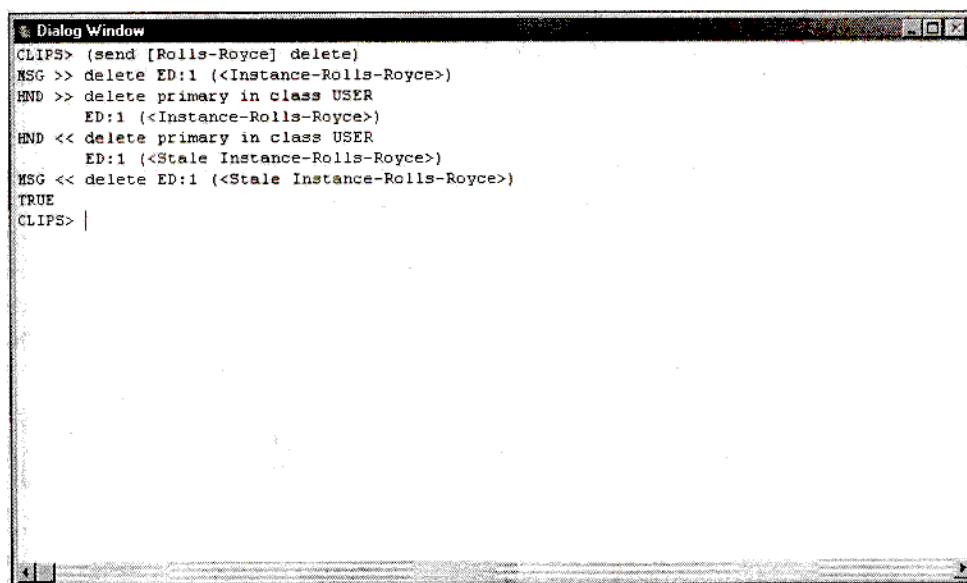 Dialog Window
CLIPS> (send [Rolls-Royce] delete)
MSG >> delete ED:1 (<Instance-Rolls-Royce>)
HND >> delete primary in class USER
ED:1 (<Instance-Rolls-Royce>)
HND << delete primary in class USER
ED:1 (<Stale Instance-Rolls-Royce>)
MSG << delete ED:1 (<Stale Instance-Rolls-Royce>)
TRUE
CLIPS>